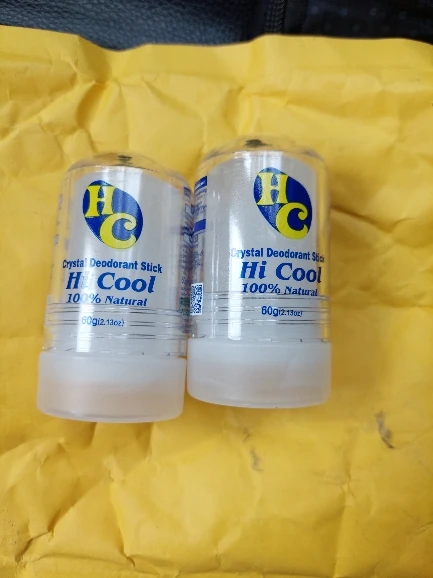 HC
Crystal Deodorant Stick
Hi Cool
100% Natural
60g(2.13oz)
HC
Crystal Deodorant Stick
Hi Cool
100% Natural
60g(2.13oz)